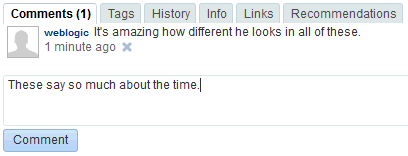 Comments (1) Tags History Info Links Recommendations
weblogic It's amazing how different he looks in all of these.
1 minute ago
These say so much about the time.
Comment